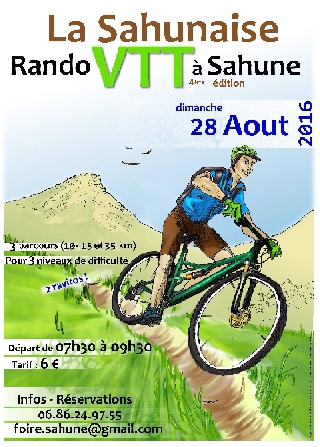 La Sahunaise
Rando VTT à Sahune
4ème édition
dimanche
28 Aout 2016
3 parcours (10- 15 et 35 km)
Pour 3 niveaux de difficulté
2 ravitos !
Départ de 07h30 à 09h30
Tarif : 6 €
Infos - Réservations
06.86.24.97.55
foire.sahune@gmail.com